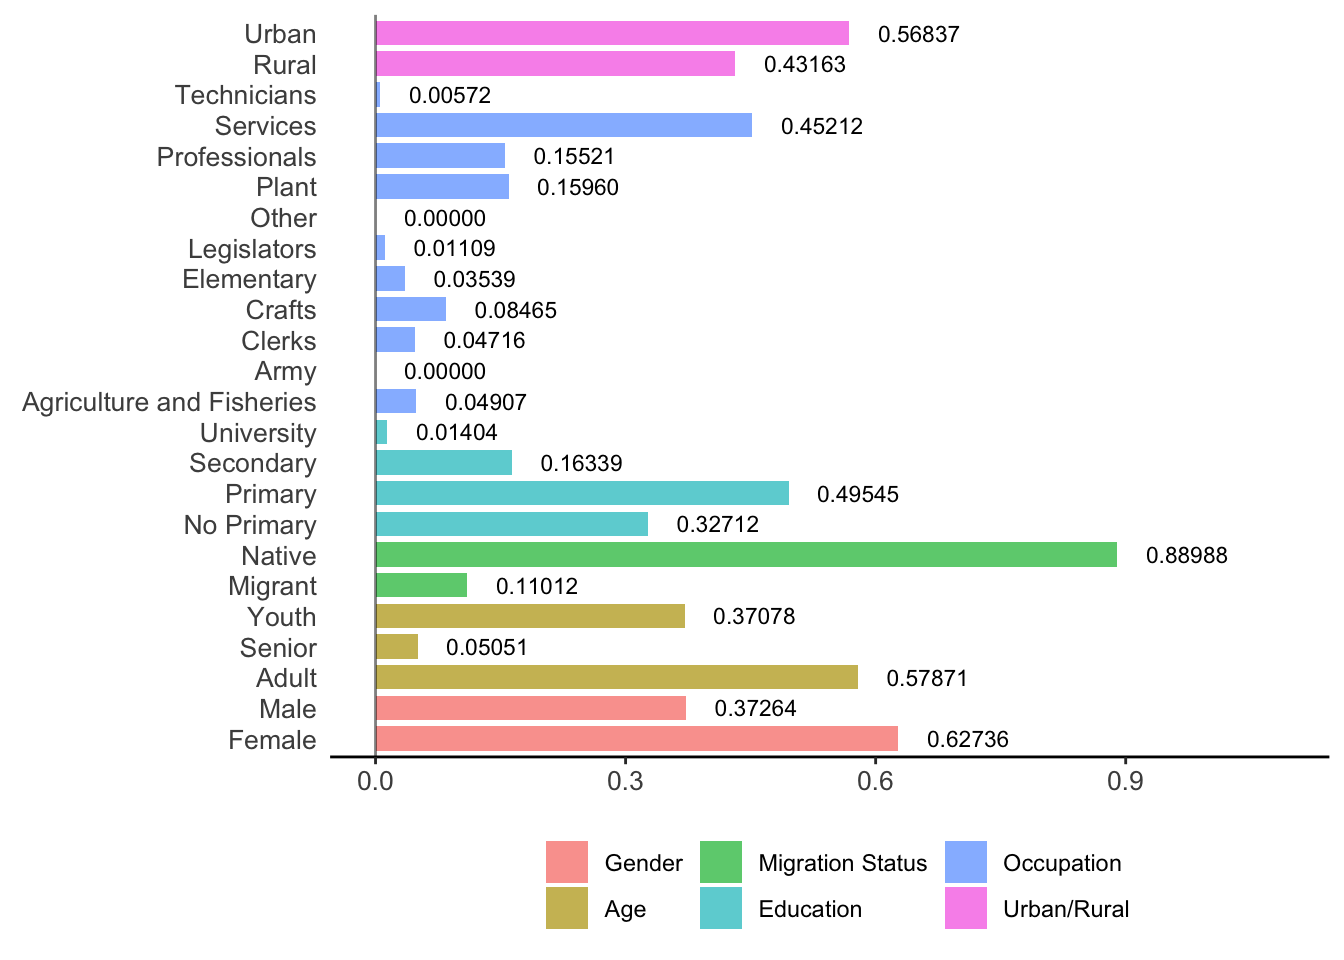 Urban 0.56837
Rural 0.43163
Technicians 0.00572
Services 0.45212
Professionals 0.15521
Plant 0.15960
Other 0.00000
Legislators 0.01109
Elementary 0.03539
Crafts 0.08465
Clerks 0.04716
Army 0.00000
Agriculture and Fisheries 0.04907
University 0.01404
Secondary 0.16339
Primary 0.49545
No Primary 0.32712
Native 0.88988
Migrant 0.11012
Youth 0.37078
Senior 0.05051
Adult 0.57871
Male 0.37264
Female 0.62736
0.0 0.3 0.6 0.9
Gender Migration Status Occupation
Age Education Urban/Rural